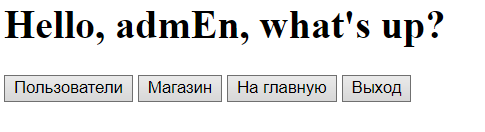 Hello, admEn, what's up?
Пользователи Магазин На главную Выход